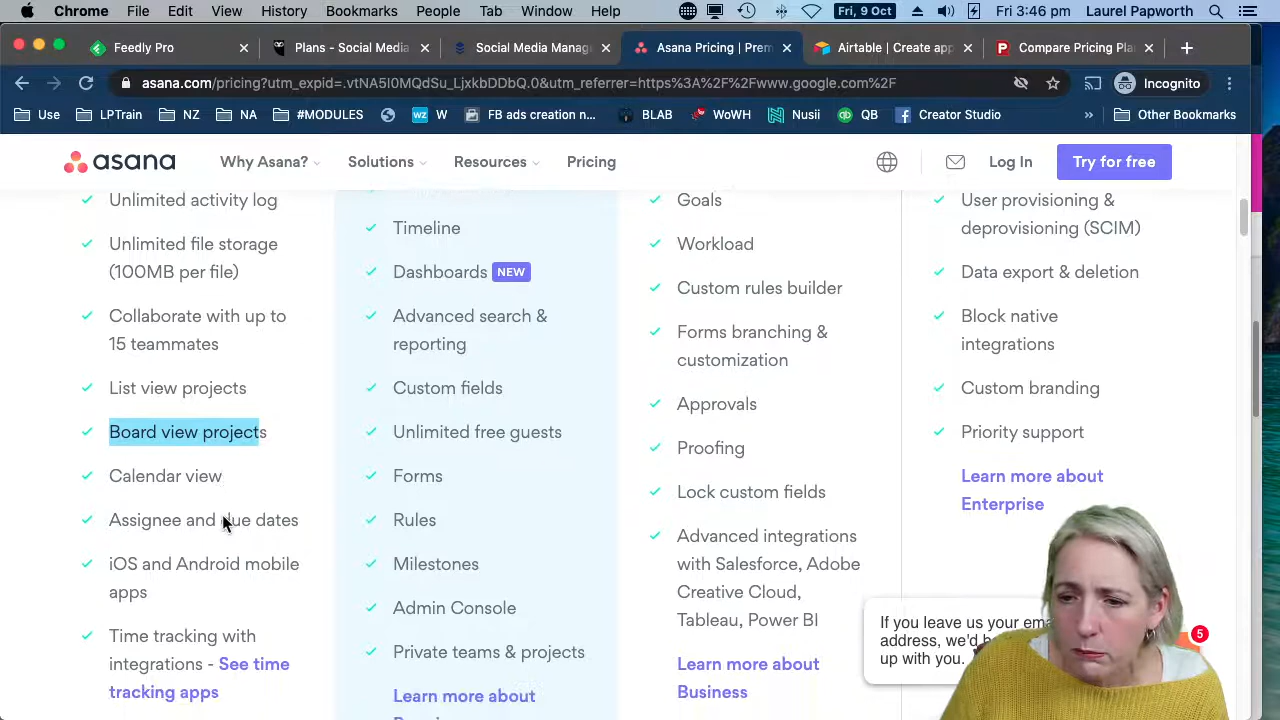 Chrome File Edit View History Bookmarks People Tab Window Help Fri, 9 Oct Fri 3:46 pm Laurel Papworth
Feedly Pro Plans - Social Media Social Media Manage Asana Pricing | Prem Airtable | Create app Compare Pricing Pla
asana.com/pricing?utm_expid=.vtNA5I0MQdSu_LjxkbDDbQ.0&utm_referrer=https%3A%2F%2Fwww.google.com%2F Incognito
Use LPTrain NZ NA #MODULES WZ W FB ads creation n... BLAB WoWH Nusii QB Creator Studio » Other Bookmarks
asana Why Asana? Solutions Resources Pricing Log In Try for free
Unlimited activity log
Unlimited file storage
(100MB per file)
Collaborate with up to
15 teammates
List view projects
Board view projects
Calendar view
Assignee and due dates
iOS and Android mobile
apps
Time tracking with
integrations - See time
tracking apps
Timeline
Dashboards NEW
Advanced search &
reporting
Custom fields
Unlimited free guests
Forms
Rules
Milestones
Admin Console
Private teams & projects
Learn more about
Goals
Workload
Custom rules builder
Forms branching &
customization
Approvals
Proofing
Lock custom fields
Advanced integrations
with Salesforce, Adobe
Creative Cloud,
Tableau, Power BI
Learn more about
Business
User provisioning &
deprovisioning (SCIM)
Data export & deletion
Block native
integrations
Custom branding
Priority support
Learn more about
Enterprise
If you leave us your
address, we'd
up with you.
5